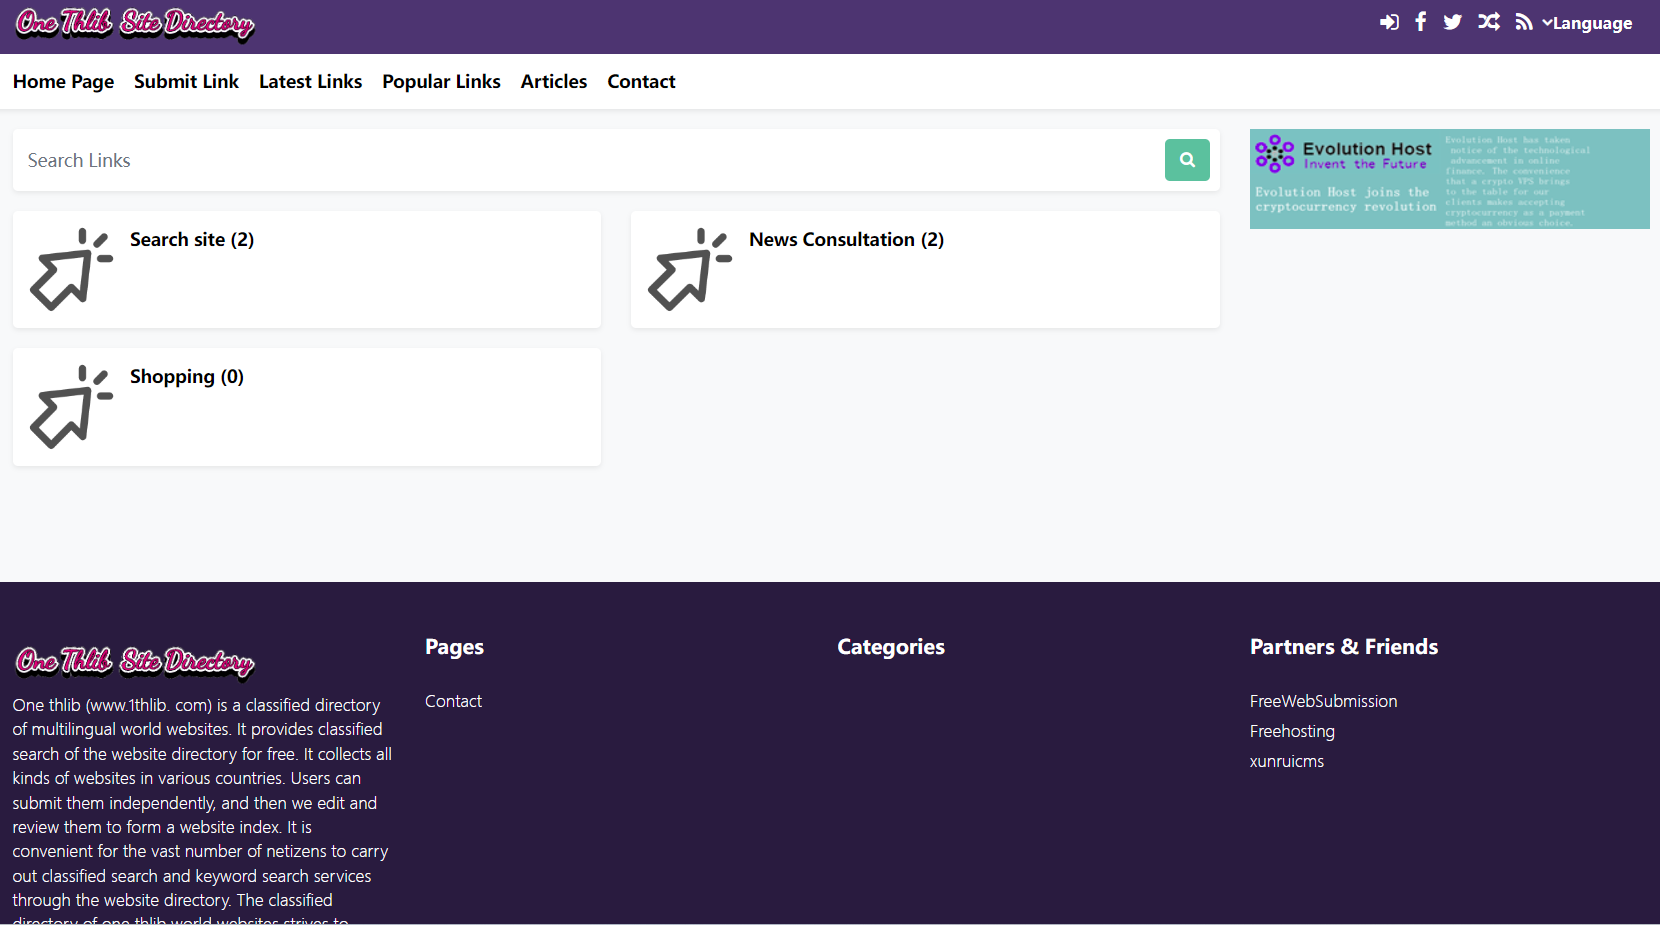 One Thlib Site Directory
Language
Home Page Submit Link Latest Links Popular Links Articles Contact
Search Links
Search site (2)
News Consultation (2)
Shopping (0)
Evolution Host
Invent the Future
Evolution Host joins the
cryptocurrency revolution
Evolution Host has taken
notice of the technological
advancement in online
finance. The convenience
that a crypto VPS brings
to the table for our
clients makes accepting
cryptocurrency as a payment
method an obvious choice.
One Thlib Site Directory
One thlib (www.1thlib. com) is a classified directory
of multilingual world websites. It provides classified
search of the website directory for free. It collects all
kinds of websites in various countries. Users can
submit them independently, and then we edit and
review them to form a website index. It is
convenient for the vast number of netizens to carry
out classified search and keyword search services
through the website directory. The classified
directory of one thlib world websites strives to
Pages
Contact
Categories
Partners & Friends
FreeWebSubmission
Freehosting
xunruicms